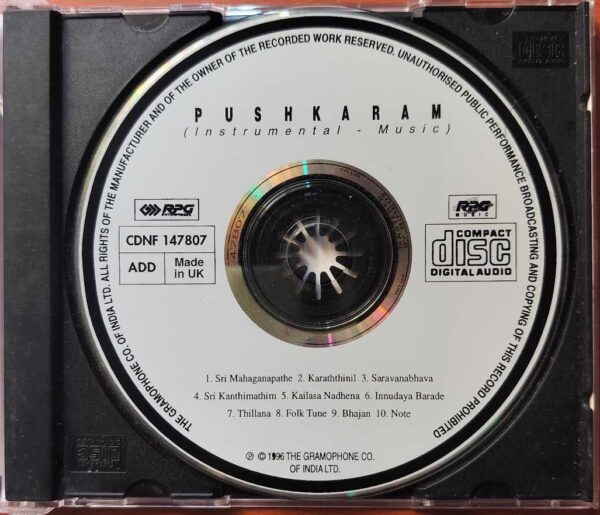 THE GRAMOPHONE CO. OF INDIA LTD. ALL RIGHTS OF THE MANUFACTURER AND OF THE OWNER OF THE RECORDED WORK RESERVED. UNAUTHORISED PUBLIC PERFORMANCE BROADCASTING AND COPYING OF THIS RECORD PROHIBITED
PUSHKARAM
(Instrumental - Music)
RPG
RPG
MUSIC
CDNF 147807
ADD
Made
in UK
COMPACT
disc
DIGITAL AUDIO
47807
1. Sri Mahaganapathe 2. Karaththinil 3. Saravanabhava
4. Sri Kanthimathim 5. Kailasa Nadhena 6. Innudaya Barade
7. Thillana 8. Folk Tune 9. Bhajan 10. Note
℗ © 1996 THE GRAMOPHONE CO.
OF INDIA LTD.